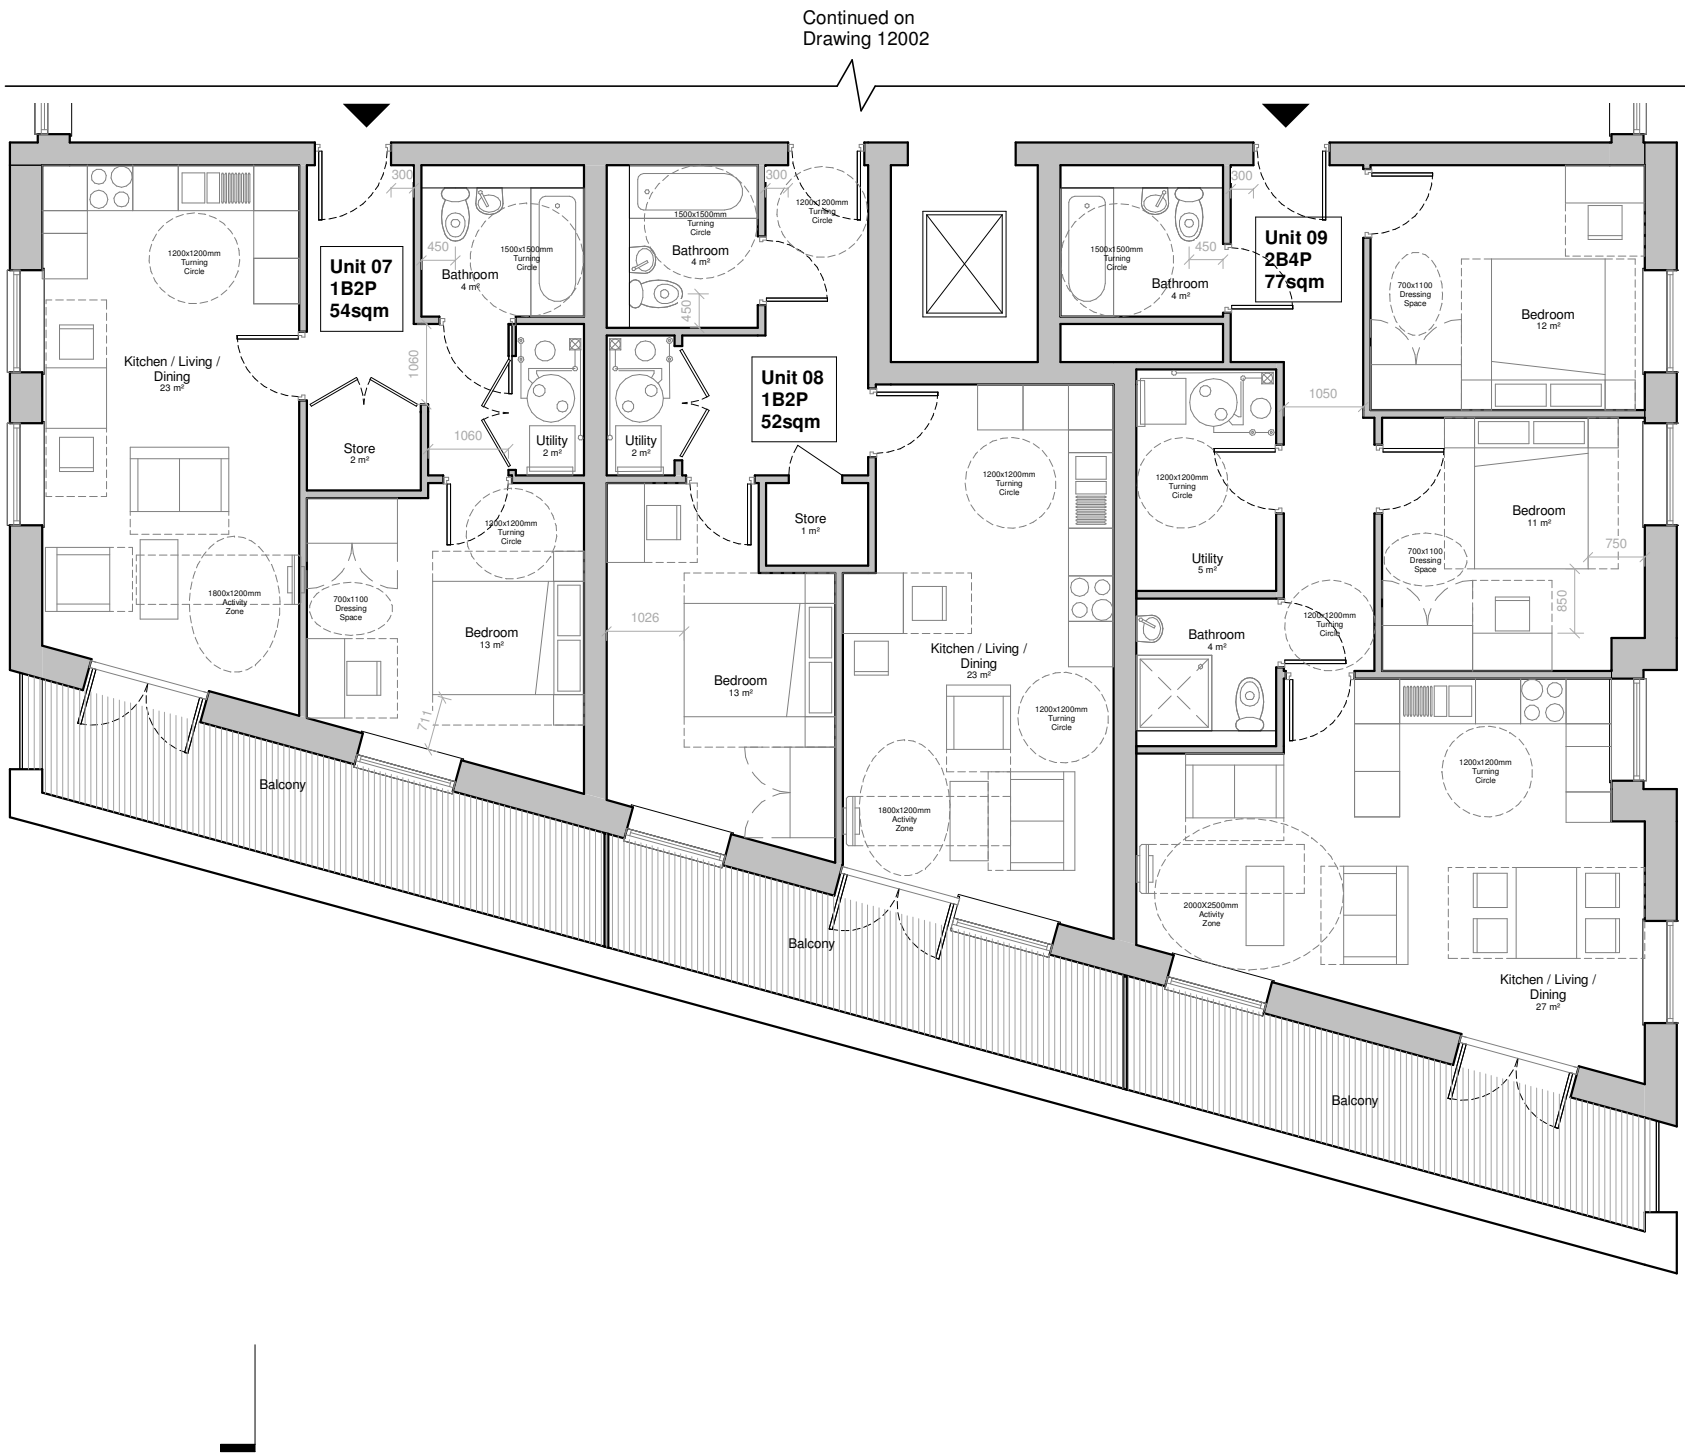 Continued on
Drawing 12002
300
Unit 07
1B2P
54sqm
1200x1200mm
Turning
Circle
Kitchen / Living /
Dining
23 m²
450
Bathroom
4 m²
1500x1500mm
Turning
Circle
1060
1060
Utility
2 m²
Store
2 m²
1800x1200mm
Activity
Zone
700x1100
Dressing
Space
1200x1200mm
Turning
Circle
Bedroom
13 m²
711
Balcony
1500x1500mm
Turning
Circle
Bathroom
4 m²
450
300
1200x1200mm
Turning
Circle
Utility
2 m²
Unit 08
1B2P
52sqm
Store
1 m²
1026
Bedroom
13 m²
1200x1200mm
Turning
Circle
Kitchen / Living /
Dining
23 m²
1200x1200mm
Turning
Circle
1800x1200mm
Activity
Zone
Balcony
300
Unit 09
2B4P
77sqm
450
1500x1500mm
Turning
Circle
Bathroom
4 m²
700x1100
Dressing
Space
Bedroom
12 m²
1050
1200x1200mm
Turning
Circle
Utility
5 m²
Bedroom
11 m²
750
700x1100
Dressing
Space
850
Bathroom
4 m²
1200x1200mm
Turning
Circle
1200x1200mm
Turning
Circle
2000X2500mm
Activity
Zone
Kitchen / Living /
Dining
27 m²
Balcony